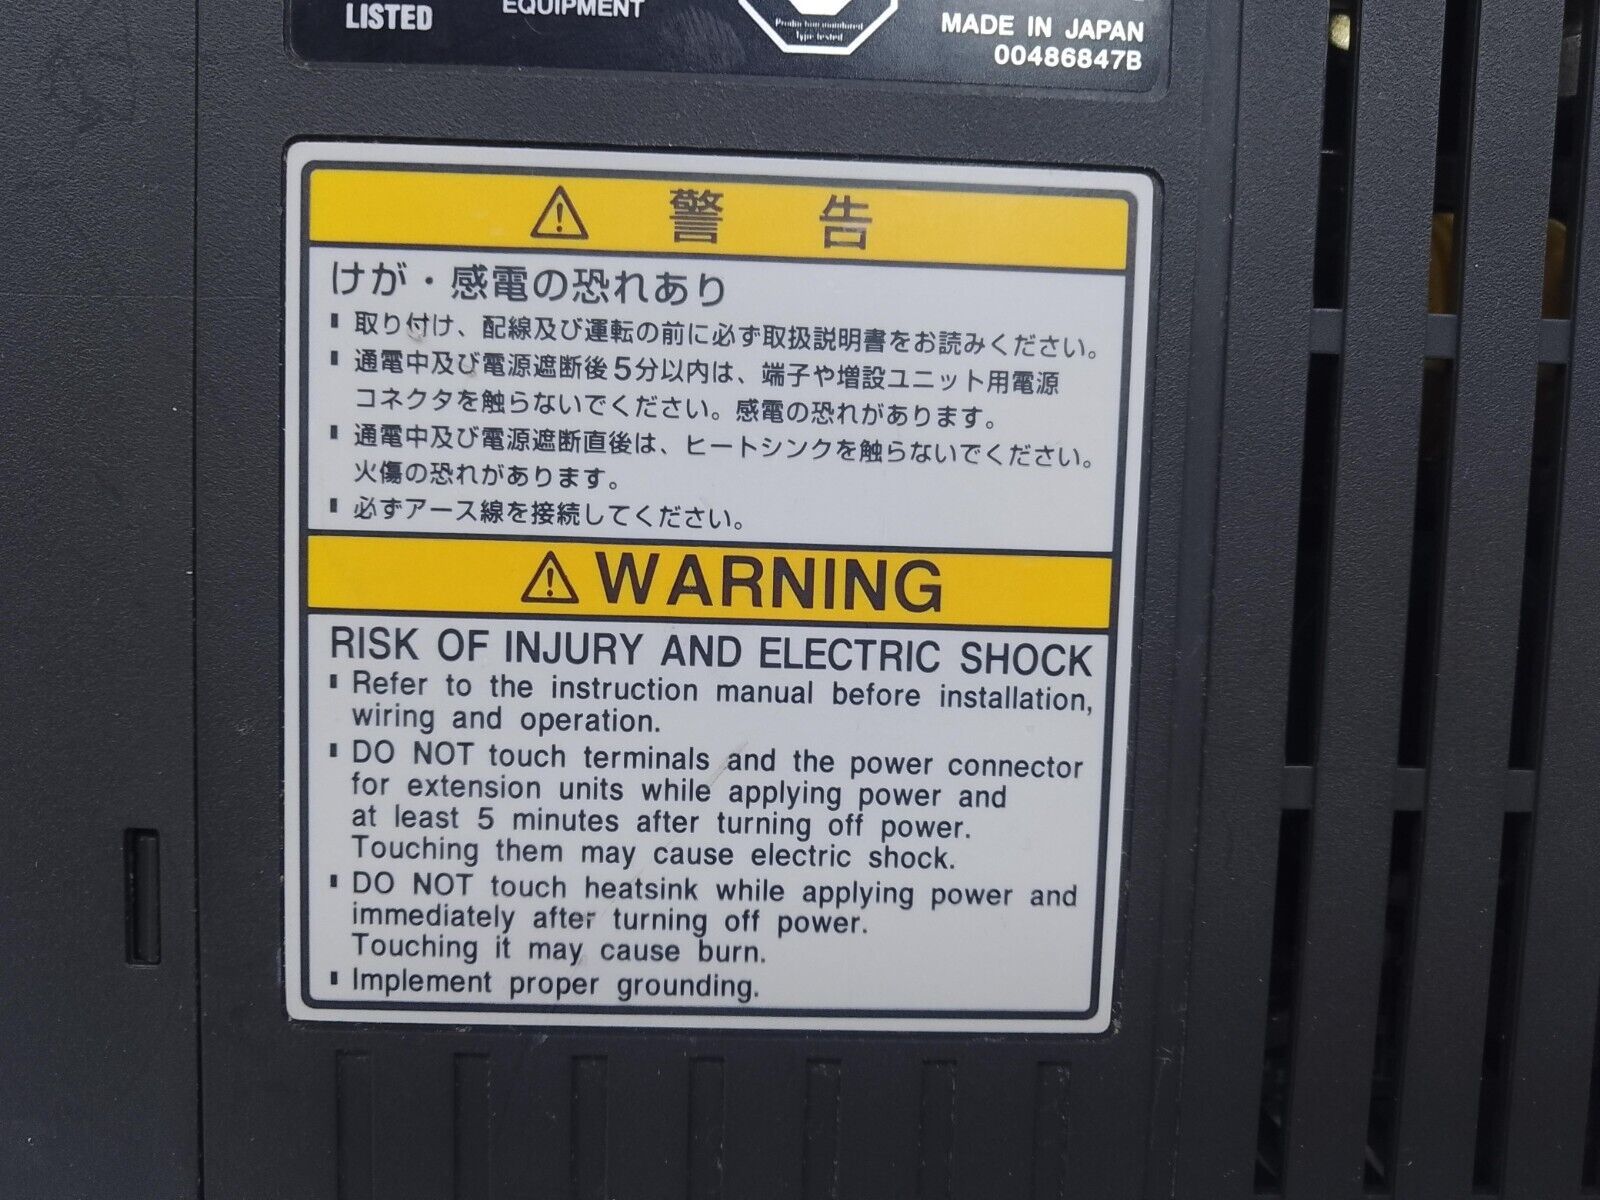 LISTED
EQUIPMENT
Production monitored
Type tested
MADE IN JAPAN
00486847B
警告
けが・感電の恐れあり
取り付け、配線及び運転の前に必ず取扱説明書をお読みください。
通電中及び電源遮断後5分以内は、端子や増設ユニット用電源
コネクタを触らないでください。感電の恐れがあります。
通電中及び電源遮断直後は、ヒートシンクを触らないでください。
火傷の恐れがあります。
必ずアース線を接続してください。
WARNING
RISK OF INJURY AND ELECTRIC SHOCK
Refer to the instruction manual before installation,
wiring and operation.
DO NOT touch terminals and the power connector
for extension units while applying power and
at least 5 minutes after turning off power.
Touching them may cause electric shock.
DO NOT touch heatsink while applying power and
immediately after turning off power.
Touching it may cause burn.
Implement proper grounding.